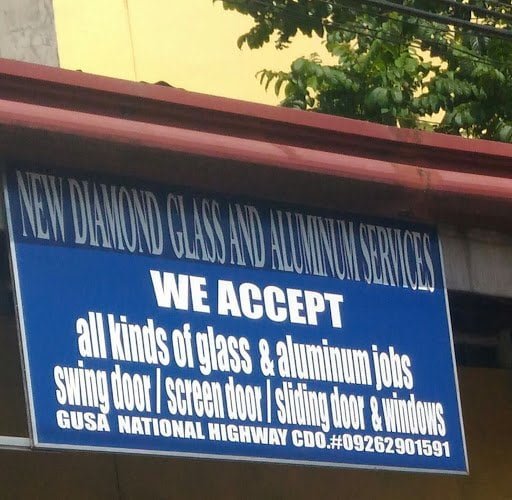 NEW DIAMOND GLASS AND ALUMINUM SERVICES
WE ACCEPT
all kinds of glass & aluminum jobs
swing door / screen door / sliding door & windows
GUSA NATIONAL HIGHWAY CDO.#09262901591